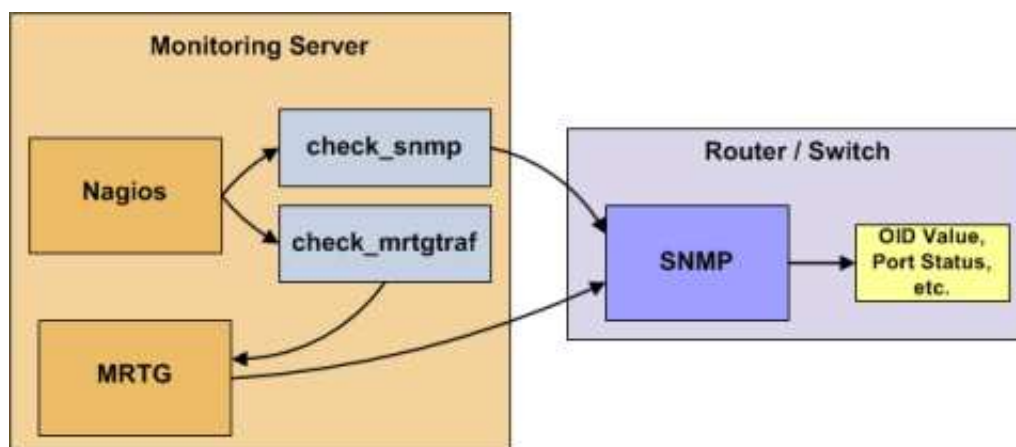 Monitoring Server
Nagios
check_snmp
check_mrtgtraf
MRTG
Router / Switch
SNMP
OID Value,
Port Status,
etc.